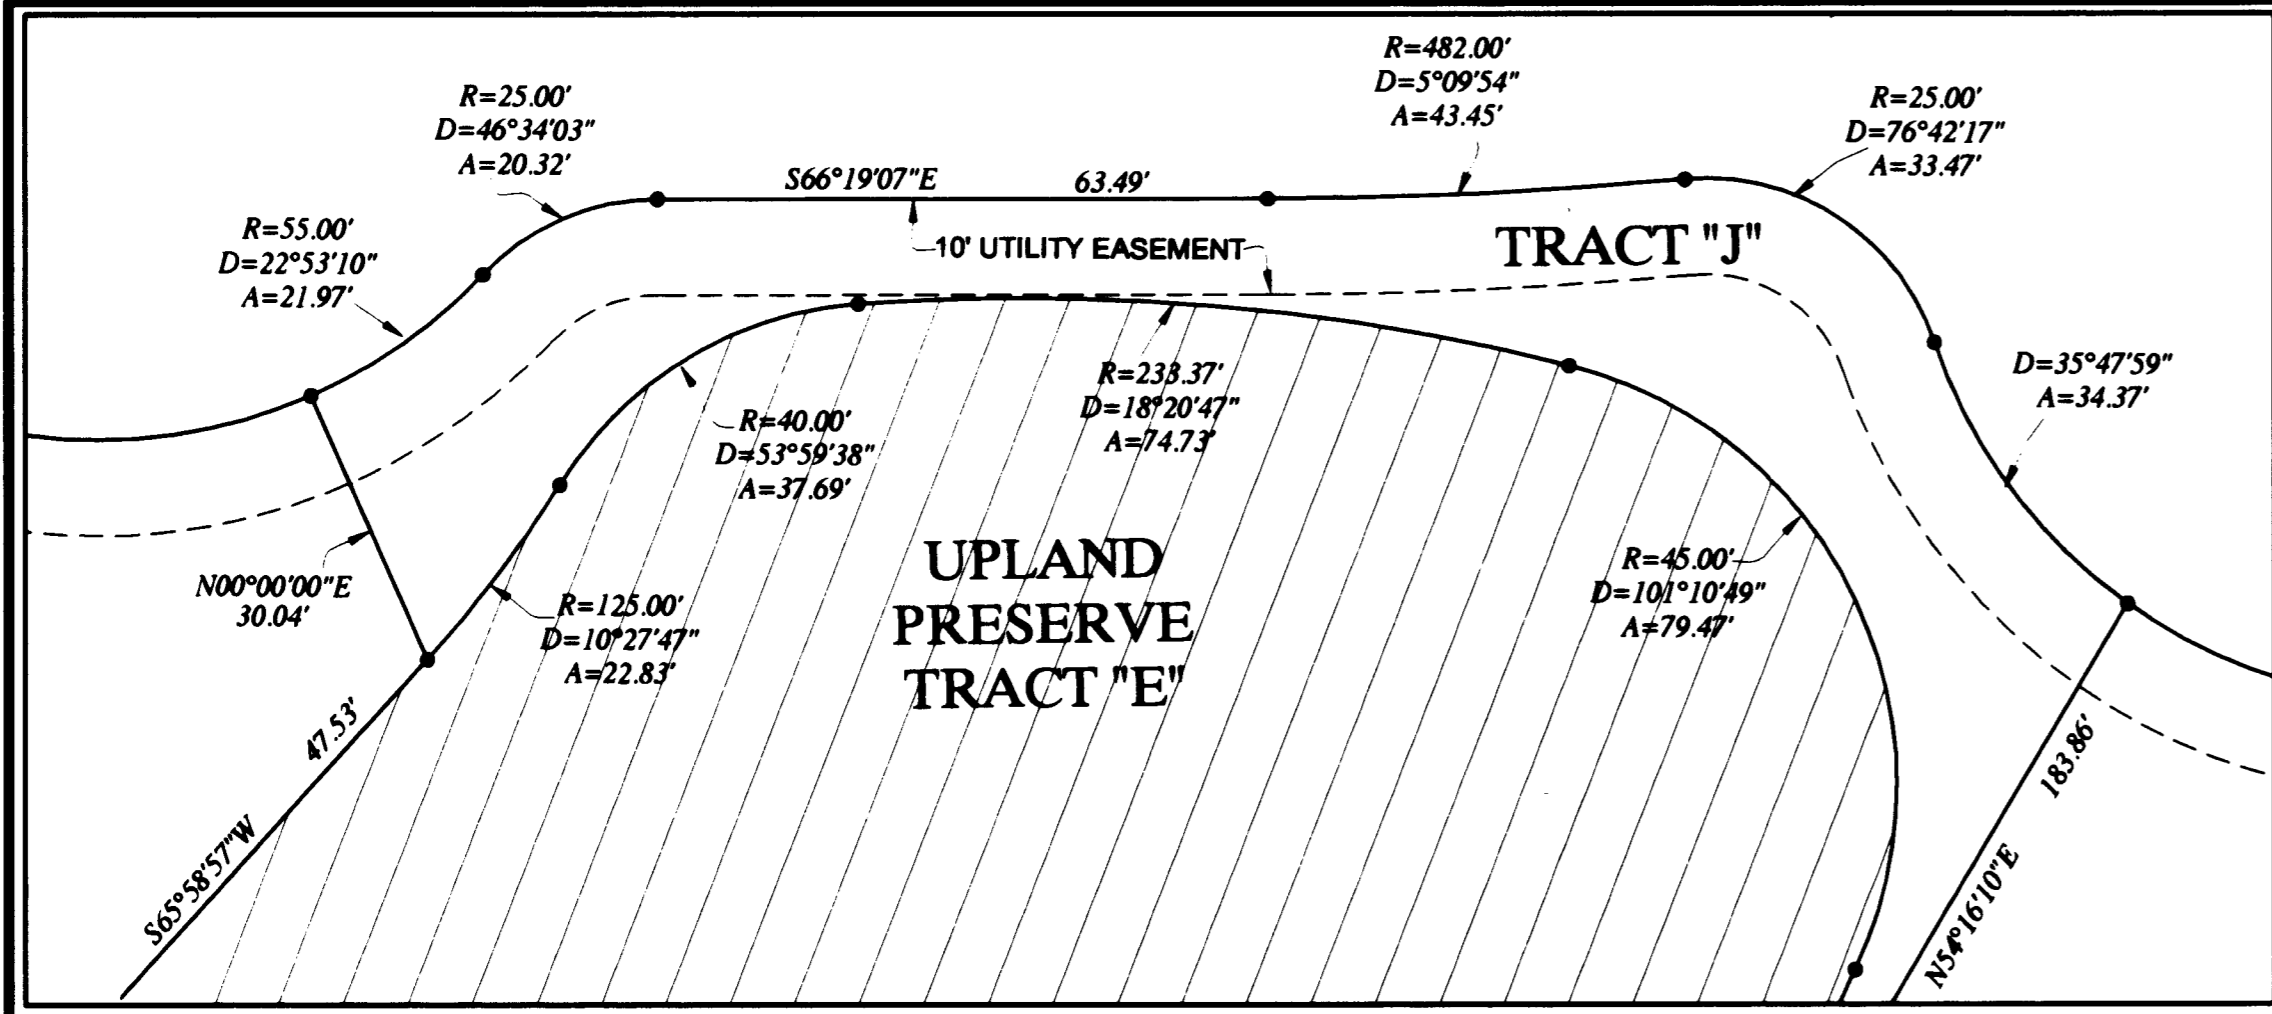 R=482.00'
D=5°09'54"
A=43.45'
R=25.00'
D=46°34'03"
A=20.32'
R=25.00'
D=76°42'17"
A=33.47'
S66°19'07"E 63.49'
R=55.00'
D=22°53'10"
A=21.97'
10' UTILITY EASEMENT
TRACT "J"
D=35°47'59"
A=34.37'
R=233.37'
D=18°20'47"
A=74.73'
R=40.00'
D=53°59'38"
A=37.69'
N00°00'00"E
30.04'
R=125.00'
D=10°27'47"
A=22.83'
UPLAND
PRESERVE
TRACT "E"
R=45.00'
D=101°10'49"
A=79.47'
S65°58'57"W 47.53'
N54°16'10"E 183.86'